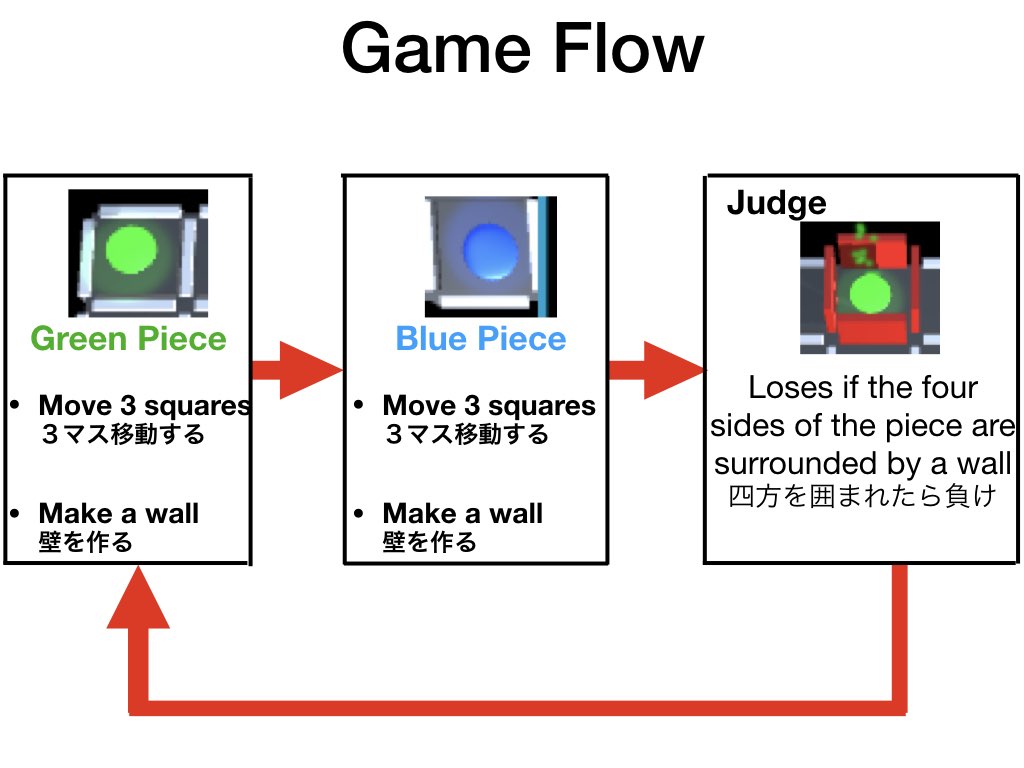 Game Flow
Green Piece
• Move 3 squares
３マス移動する
• Make a wall
壁を作る
Blue Piece
• Move 3 squares
３マス移動する
• Make a wall
壁を作る
Judge
Loses if the four
sides of the piece are
surrounded by a wall
四方を囲まれたら負け